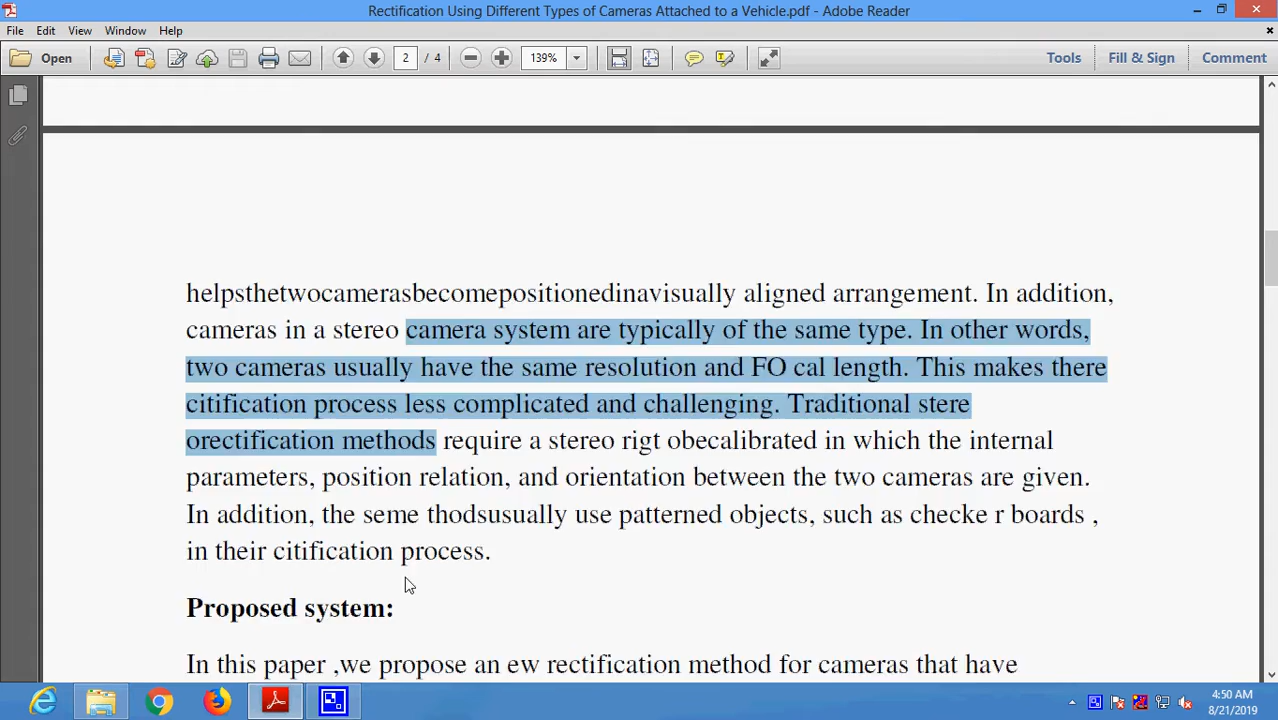 Rectification Using Different Types of Cameras Attached to a Vehicle.pdf - Adobe Reader
File Edit View Window Help
Open 2 / 4 139% Tools Fill & Sign Comment
helpsthetwocamerasbecomepositionedinavisually aligned arrangement. In addition,
cameras in a stereo camera system are typically of the same type. In other words,
two cameras usually have the same resolution and FO cal length. This makes there
citification process less complicated and challenging. Traditional stere
orectification methods require a stereo rigt obecalibrated in which the internal
parameters, position relation, and orientation between the two cameras are given.
In addition, the seme thodsusually use patterned objects, such as checke r boards ,
in their citification process.
Proposed system:
In this paper ,we propose an ew rectification method for cameras that have
4:50 AM
8/21/2019